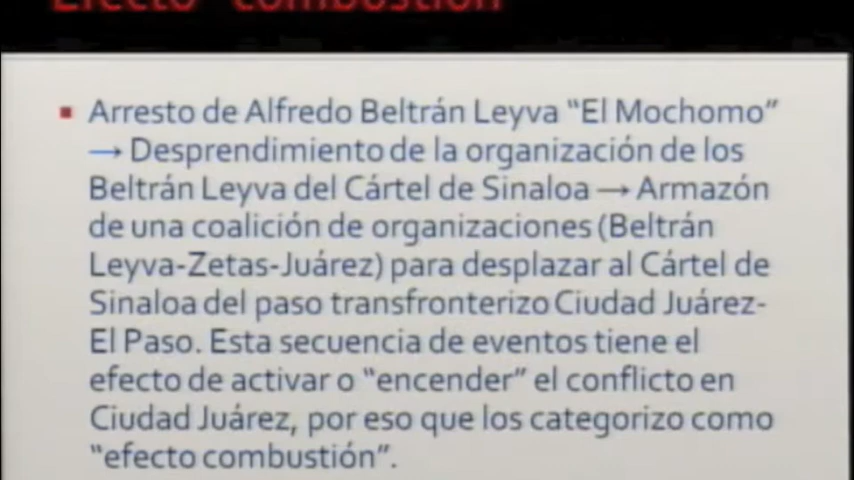 Efecto "combustión"
Arresto de Alfredo Beltrán Leyva “El Mochomo”
→ Desprendimiento de la organización de los
Beltrán Leyva del Cártel de Sinaloa → Armazón
de una coalición de organizaciones (Beltrán
Leyva-Zetas-Juárez) para desplazar al Cártel de
Sinaloa del paso transfronterizo Ciudad Juárez-
El Paso. Esta secuencia de eventos tiene el
efecto de activar o “encender” el conflicto en
Ciudad Juárez, por eso que los categorizo como
“efecto combustión”.